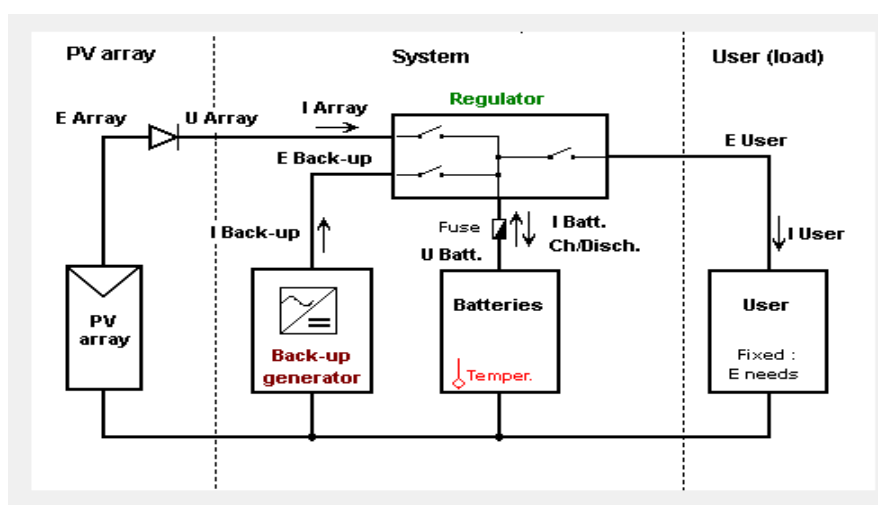 PV array
System
User (load)
Regulator
I Array
E Array
U Array
E User
E Back-up
Fuse
I Batt.
Ch/Disch.
I Back-up
U Batt.
I User
PV
array
Back-up
generator
Batteries
Temper.
User
Fixed :
E needs